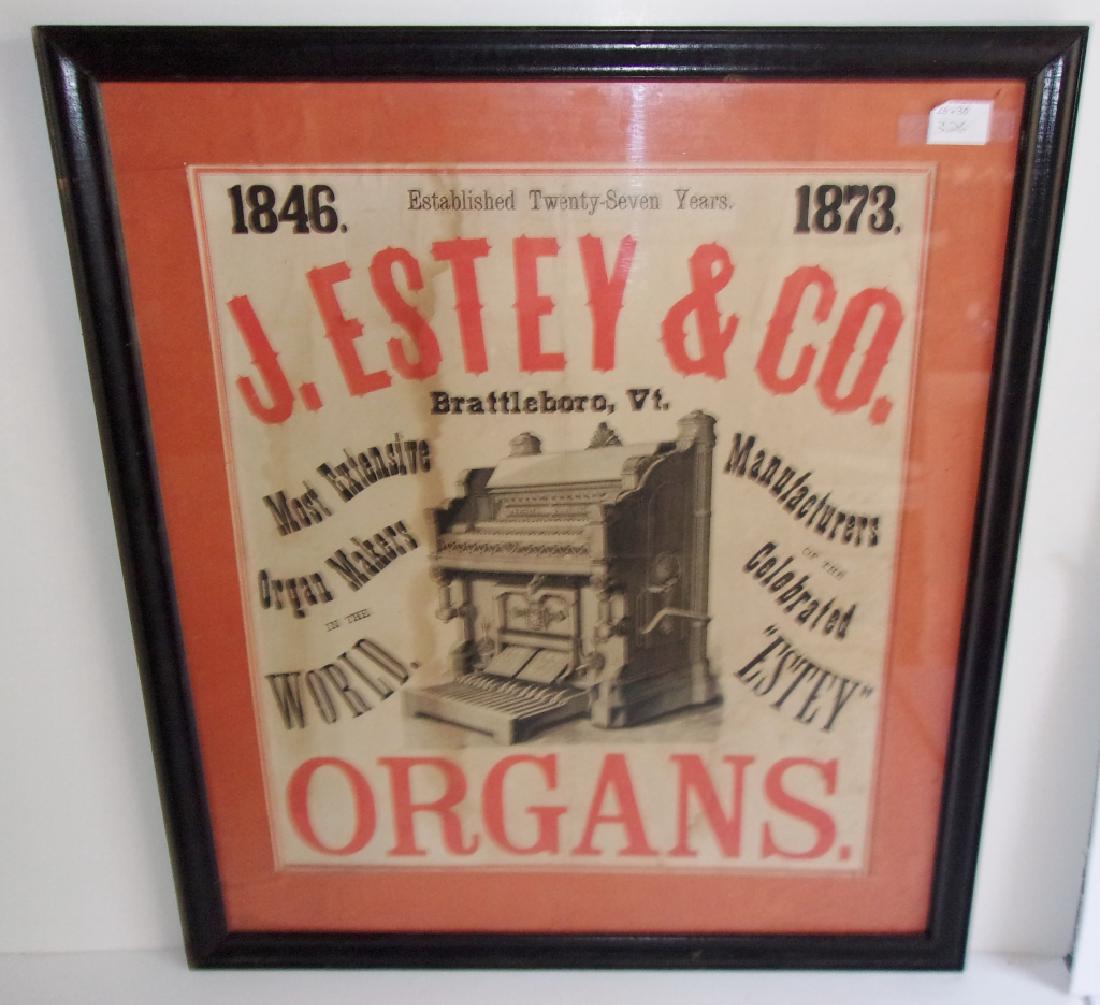 1846.
Established Twenty-Seven Years.
1873.
J. ESTEY & CO.
Brattleboro, Vt.
Most Extensive
Organ Makers
IN THE
WORLD.
Manufacturers
OF THE
Celebrated
"ESTEY"
ORGANS.